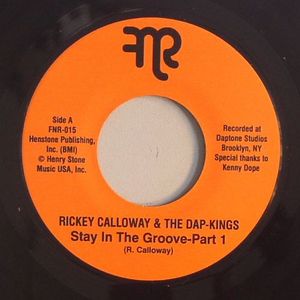 FNR
Side A
FNR-015
Henstone Publishing,
Inc. (BMI)
© Henry Stone
Music USA, Inc.
Recorded at
Daptone Studios
Brooklyn, NY
Special thanks to
Kenny Dope
RICKEY CALLOWAY & THE DAP-KINGS
Stay In The Groove-Part 1
(R. Calloway)